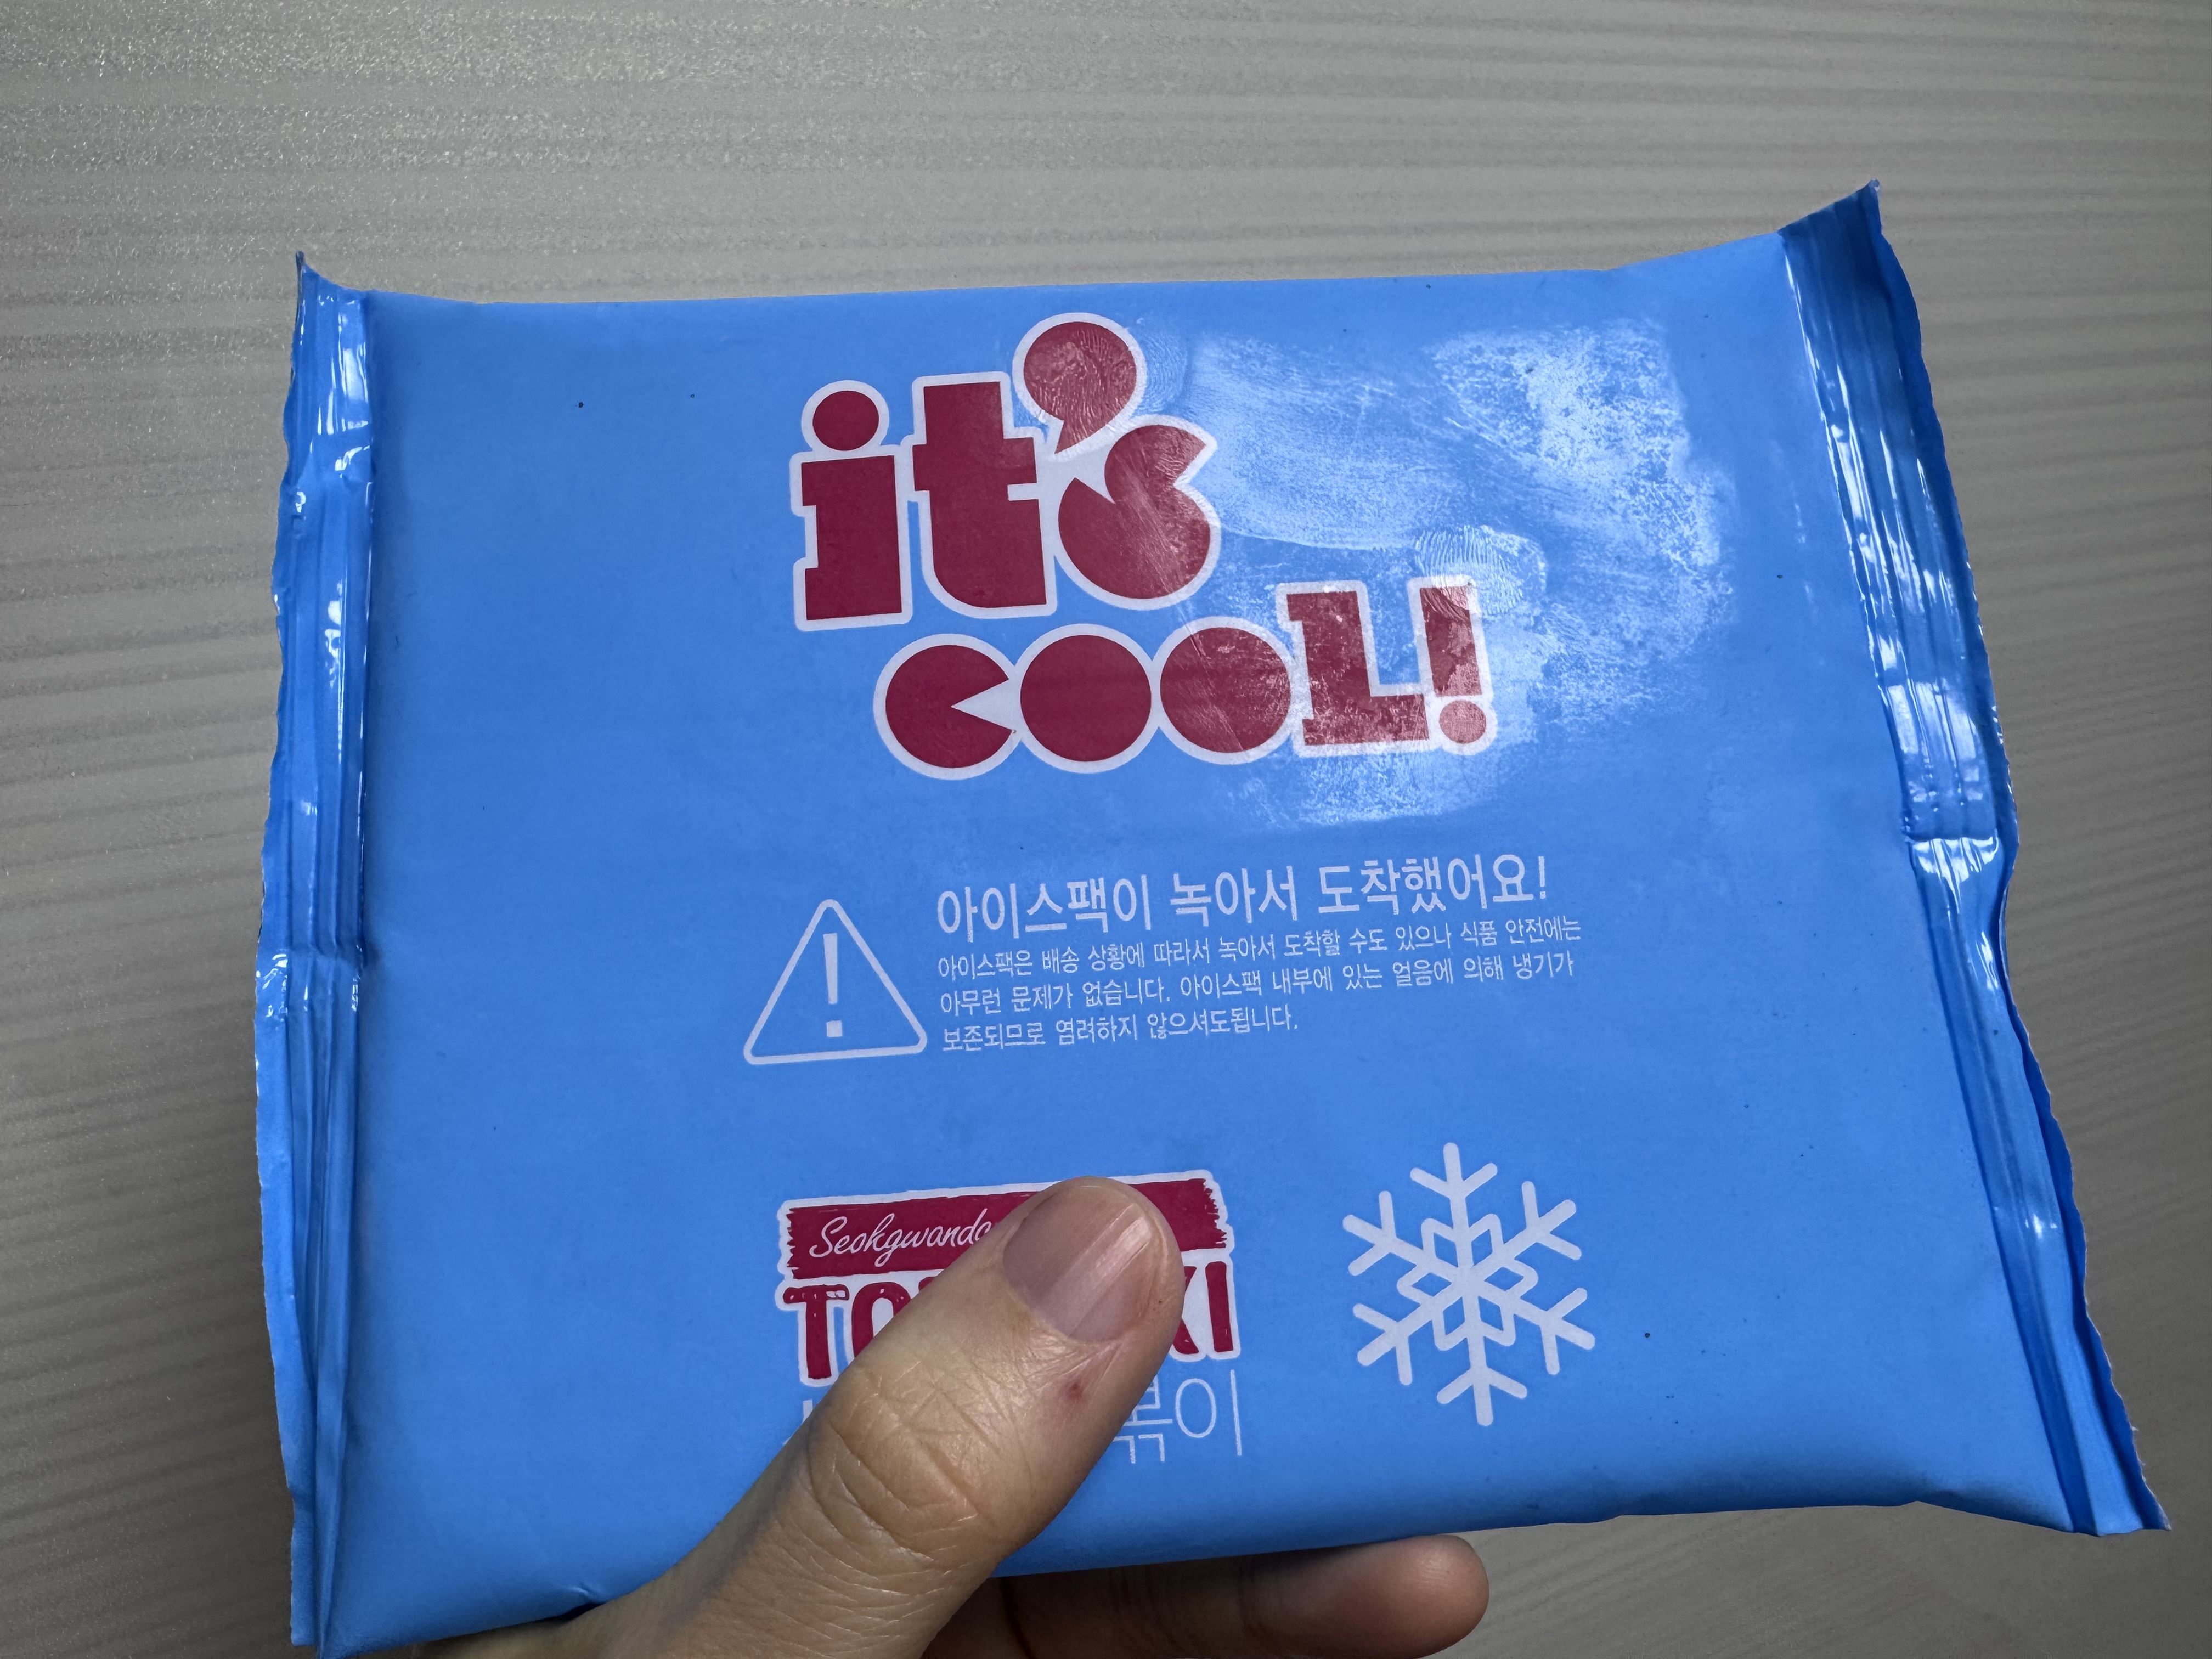 it's
cool!
아이스팩이 녹아서 도착했어요!
아이스팩은 배송 상황에 따라서 녹아서 도착할 수도 있으나 식품 안전에는
아무런 문제가 없습니다. 아이스팩 내부에 있는 얼음에 의해 냉기가
보존되므로 염려하지 않으셔도됩니다.